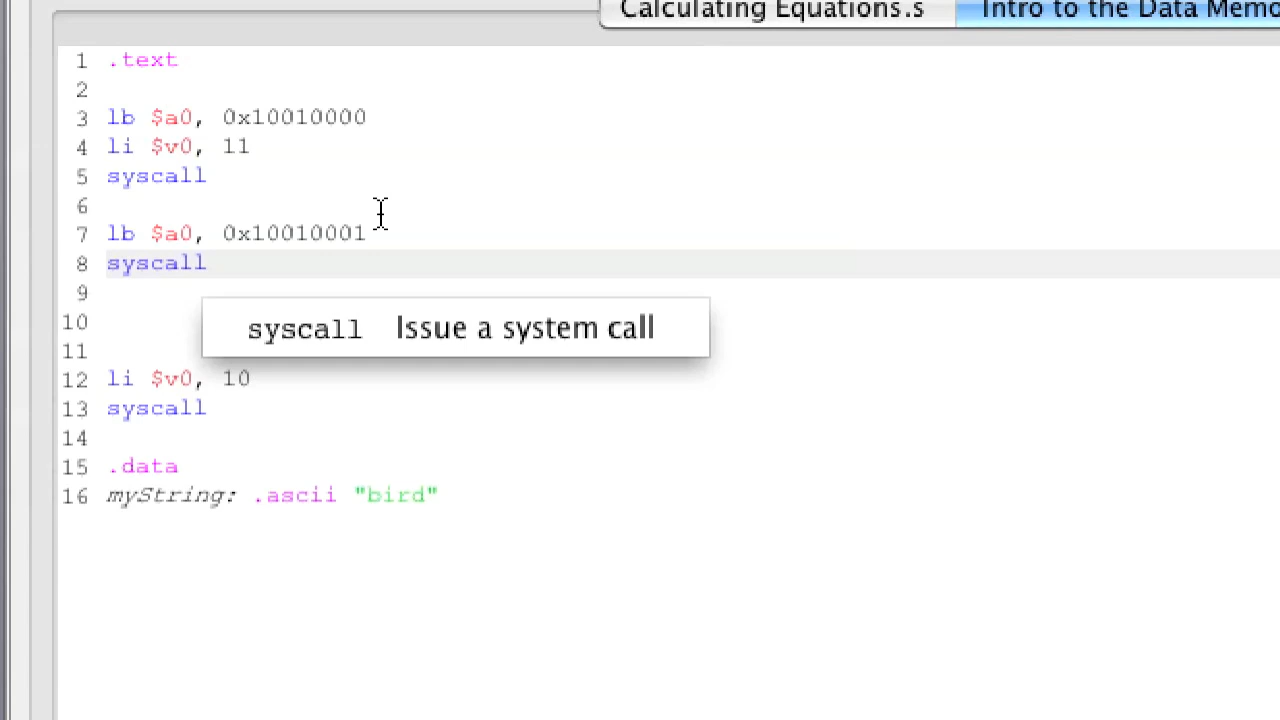 Calculating Equations.s Intro to the Data Memo
1 .text
2
3 lb $a0, 0x10010000
4 li $v0, 11
5 syscall
6
7 lb $a0, 0x10010001
8 syscall
9
10 syscall Issue a system call
11
12 li $v0, 10
13 syscall
14
15 .data
16 myString: .ascii "bird"